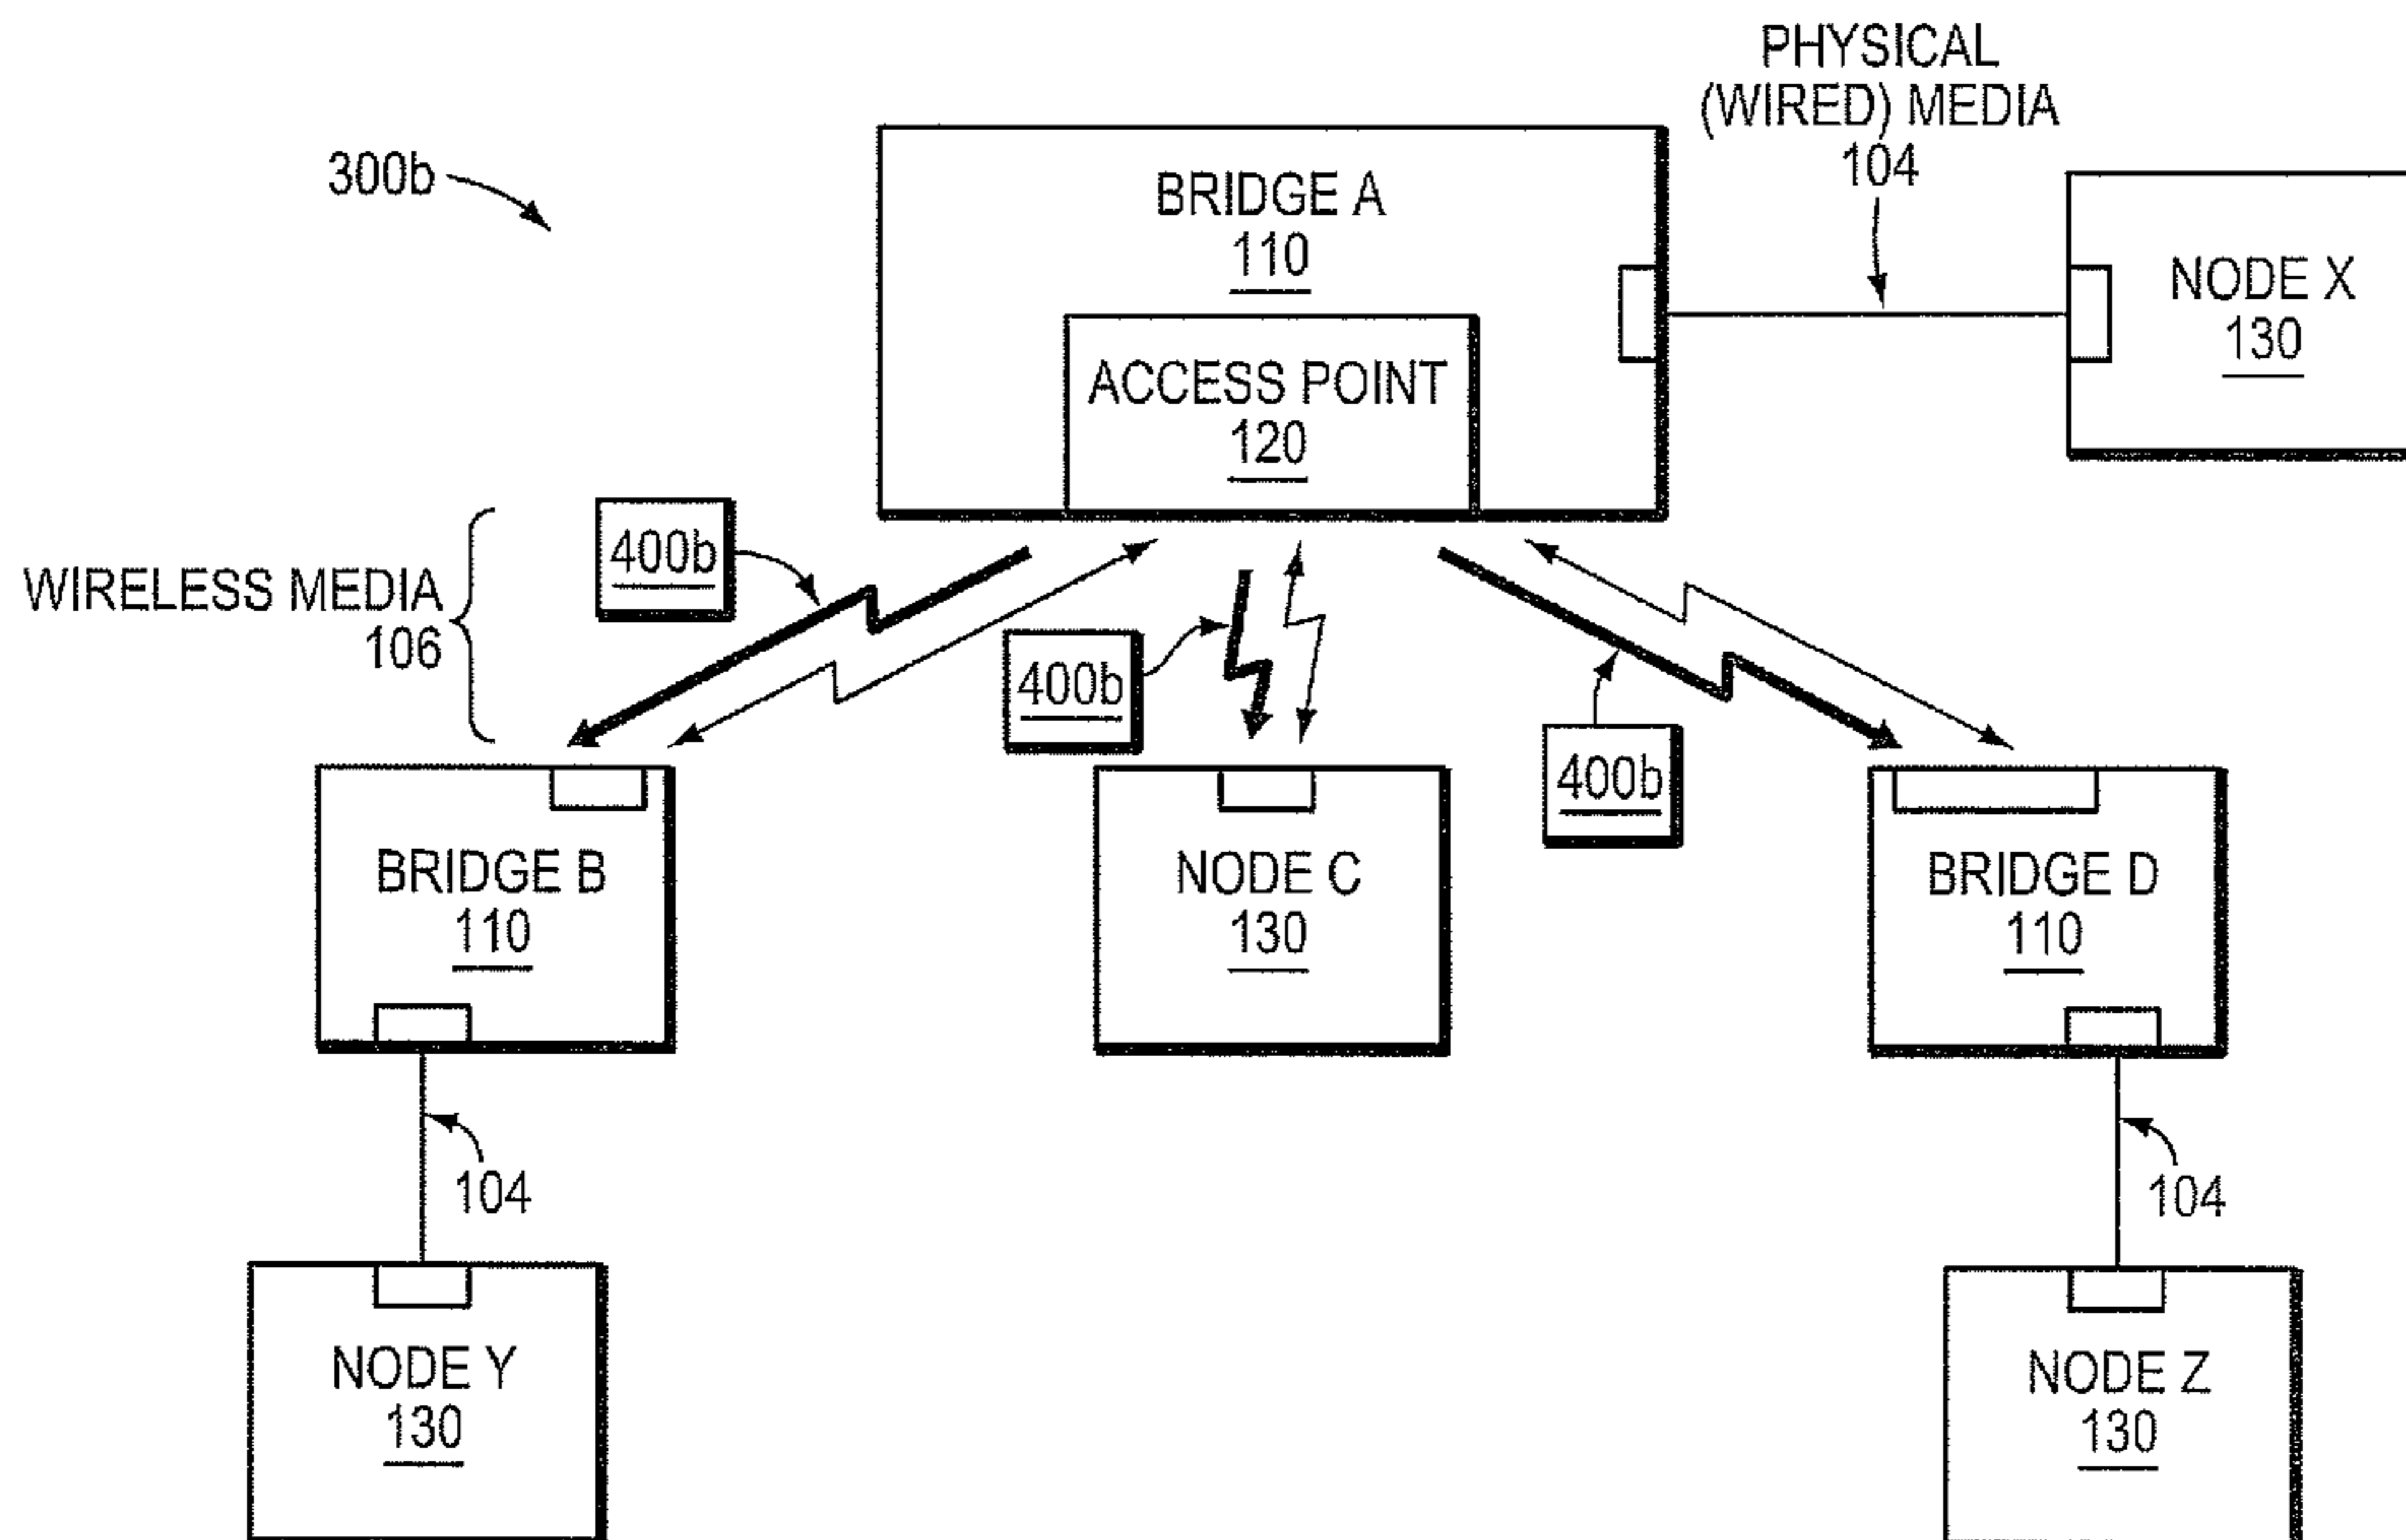 PHYSICAL
(WIRED) MEDIA
104
300b
BRIDGE A
110
NODE X
130
ACCESS POINT
120
WIRELESS MEDIA
106
400b
400b
400b
BRIDGE B
110
NODE C
130
BRIDGE D
110
104
104
NODE Y
130
NODE Z
130